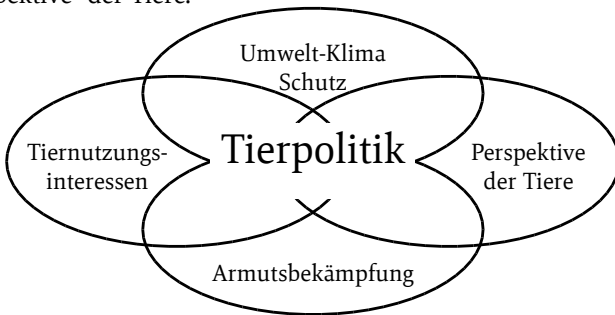 der Tiere.
Umwelt-Klima
Schutz
Tierpolitik
Tiernutzungs-
interessen
Perspektive
der Tiere
Armutsbekämpfung